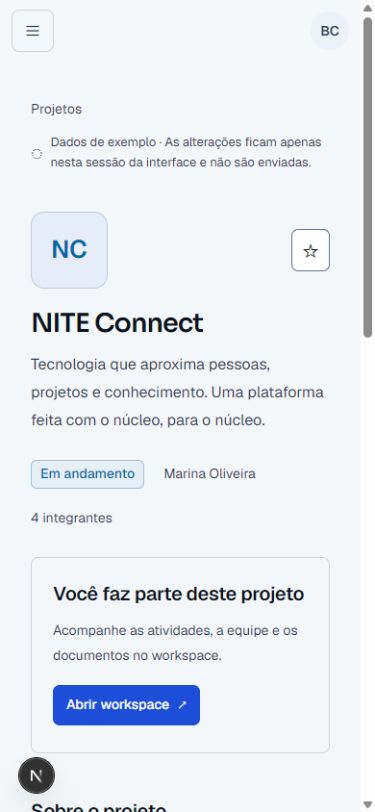 BC
Projetos
Dados de exemplo · As alterações ficam apenas
nesta sessão da interface e não são enviadas.
NC
NITE Connect
Tecnologia que aproxima pessoas,
projetos e conhecimento. Uma plataforma
feita com o núcleo, para o núcleo.
Em andamento
Marina Oliveira
4 integrantes
Você faz parte deste projeto
Acompanhe as atividades, a equipe e os
documentos no workspace.
Abrir workspace ↗
N
Sobre o projeto